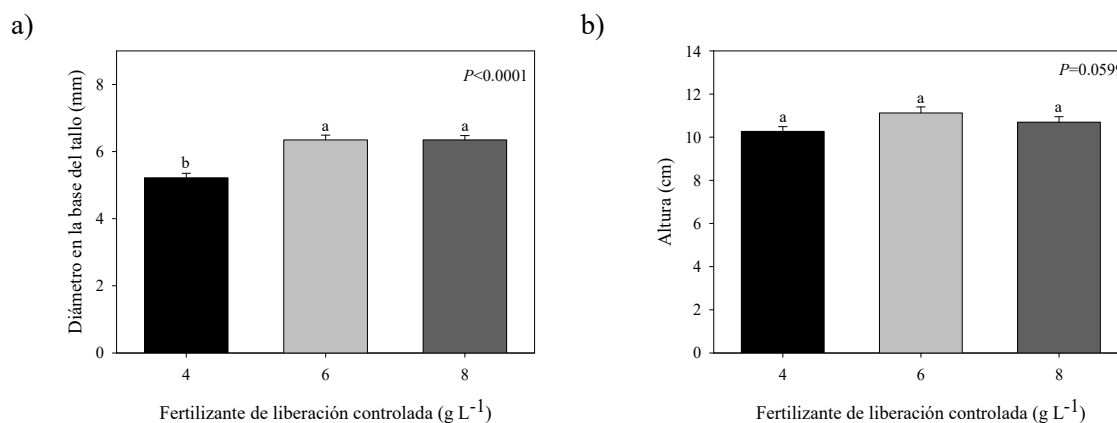 a)
Diámetro en la base del tallo (mm)
8
6
4
2
0
P<0.0001
b
a
a
4
6
8
Fertilizante de liberación controlada (g L-1)
b)
Altura (cm)
14
12
10
8
6
4
2
0
P=0.0599
a
a
a
4
6
8
Fertilizante de liberación controlada (g L-1)